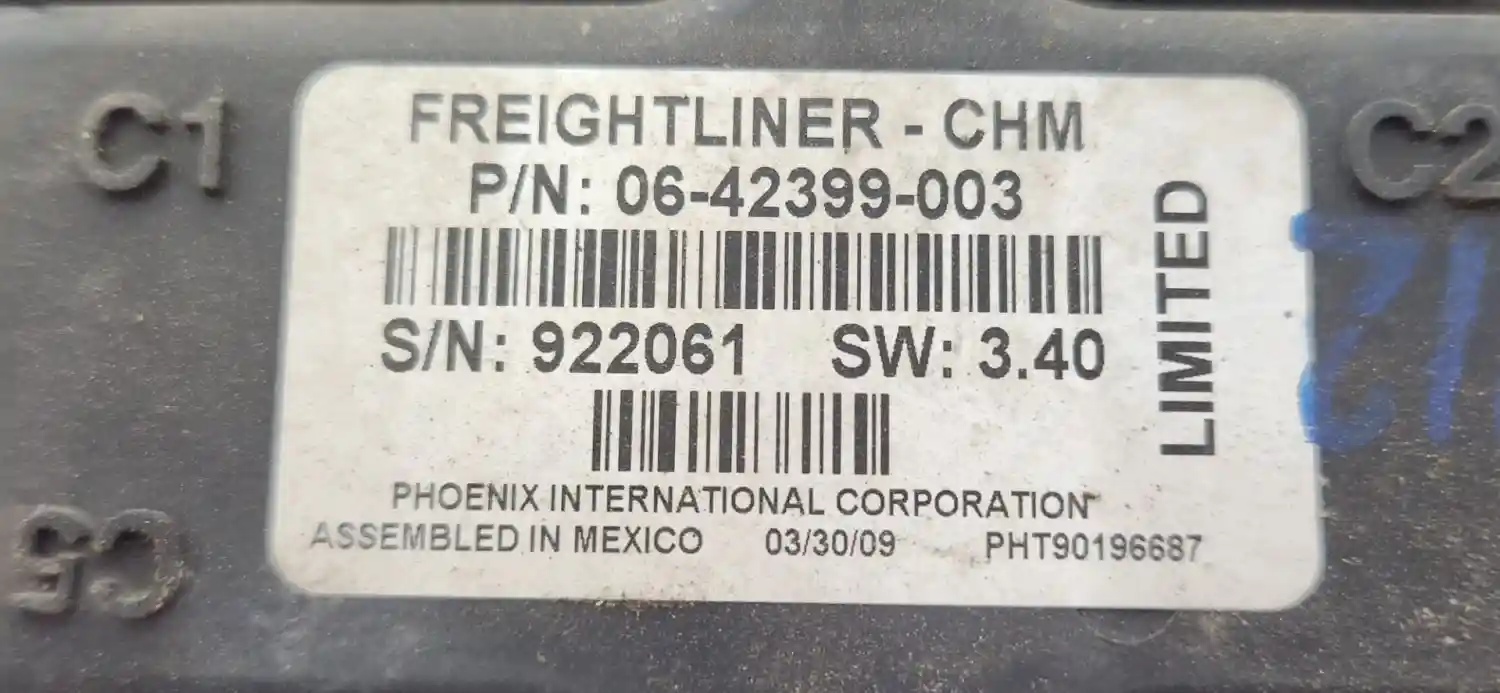 C1
C2
FREIGHTLINER - CHM
P/N: 06-42399-003
S/N: 922061 SW: 3.40
LIMITED
PHOENIX INTERNATIONAL CORPORATION
ASSEMBLED IN MEXICO 03/30/09 PHT90196687
C5